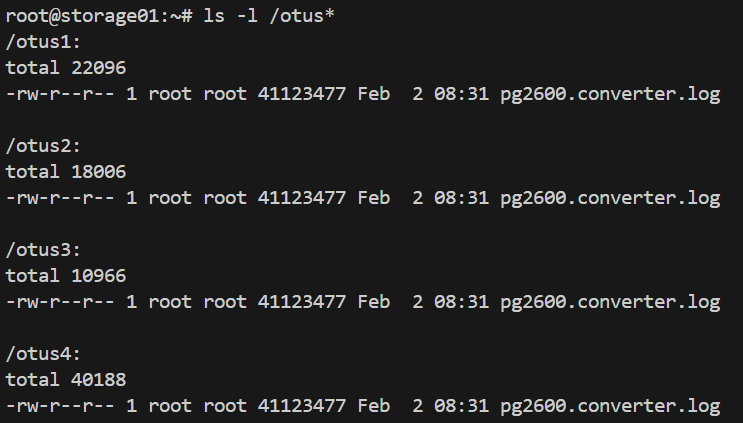 root@storage01:~# ls -l /otus*
/otus1:
total 22096
-rw-r--r-- 1 root root 41123477 Feb  2 08:31 pg2600.converter.log

/otus2:
total 18006
-rw-r--r-- 1 root root 41123477 Feb  2 08:31 pg2600.converter.log

/otus3:
total 10966
-rw-r--r-- 1 root root 41123477 Feb  2 08:31 pg2600.converter.log

/otus4:
total 40188
-rw-r--r-- 1 root root 41123477 Feb  2 08:31 pg2600.converter.log